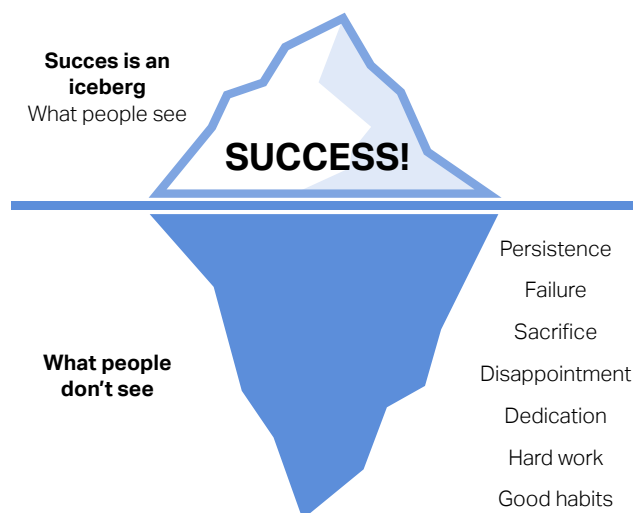 Succes is an
iceberg
What people see
SUCCESS!
Persistence
Failure
Sacrifice
What people
don't see
Disappointment
Dedication
Hard work
Good habits